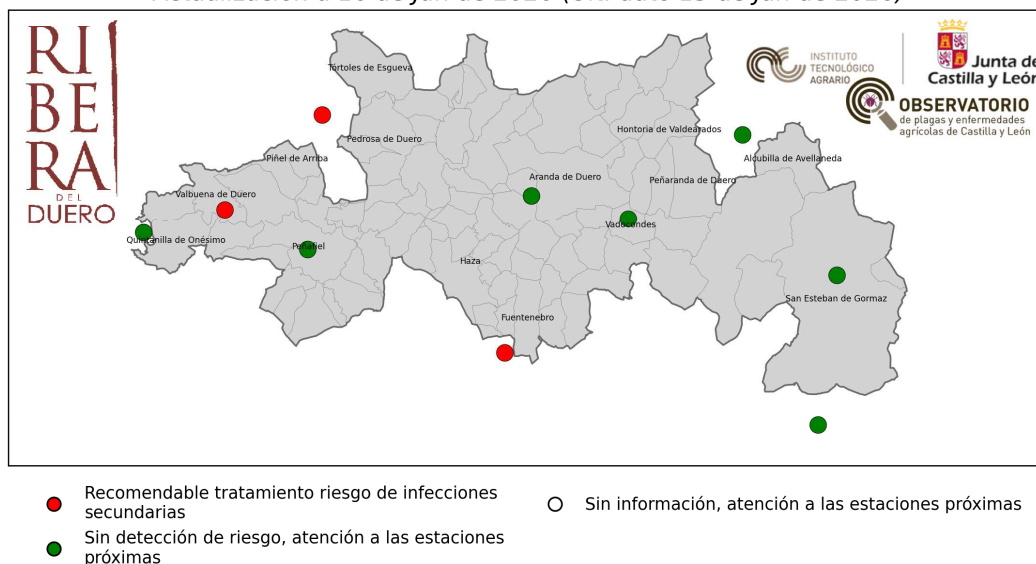 RI
BE
RA
DEL
DUERO
INSTITUTO
TECNOLÓGICO
AGRARIO
Junta de
Castilla y León
OBSERVATORIO
de plagas y enfermedades
agrícolas de Castilla y León
Tórtoles de Esgueva
Pedrosa de Duero
Hontoria de Valdearados
Piñel de Arriba
Alcubilla de Avellaneda
Aranda de Duero
Peñaranda de Duero
Valbuena de Duero
Vadocondes
Quintanilla de Onésimo
Peñafiel
Haza
San Esteban de Gormaz
Fuentenebro
Recomendable tratamiento riesgo de infecciones
secundarias
Sin información, atención a las estaciones próximas
Sin detección de riesgo, atención a las estaciones
próximas